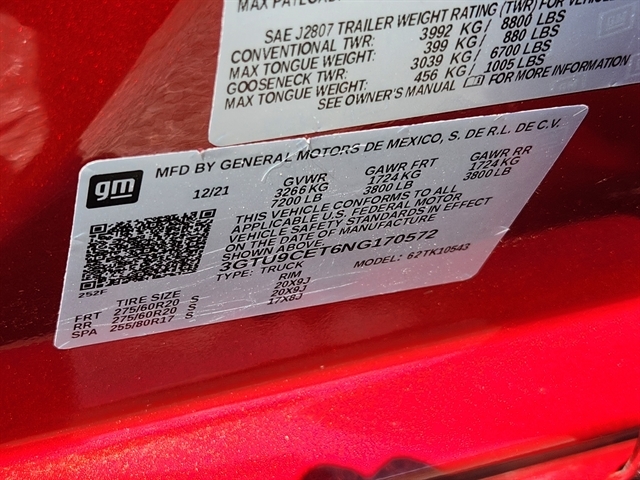 MAX PAYLOAD
SAE J2807 TRAILER WEIGHT RATING (TWR) FOR VEHICLE
CONVENTIONAL TWR: 3992 KG / 8800 LBS
MAX TONGUE WEIGHT: 399 KG / 880 LBS
GOOSENECK TWR: 3039 KG / 6700 LBS
MAX TONGUE WEIGHT: 456 KG / 1005 LBS
SEE OWNER'S MANUAL FOR MORE INFORMATION
gm
MFD BY GENERAL MOTORS DE MEXICO, S. DE R.L. DE C.V.
12/21 GVWR GAWR FRT GAWR RR
3266 KG 1724 KG 1724 KG
7200 LB 3800 LB 3800 LB
THIS VEHICLE CONFORMS TO ALL
APPLICABLE U.S. FEDERAL MOTOR
VEHICLE SAFETY STANDARDS IN EFFECT
ON THE DATE OF MANUFACTURE
SHOWN ABOVE.
3GTU9CET6NG170572
TYPE: TRUCK MODEL: 62TK10543
252F
TIRE SIZE RIM
FRT 275/60R20 S 20X9J
RR 275/60R20 S 20X9J
SPA 255/80R17 S 17X8J